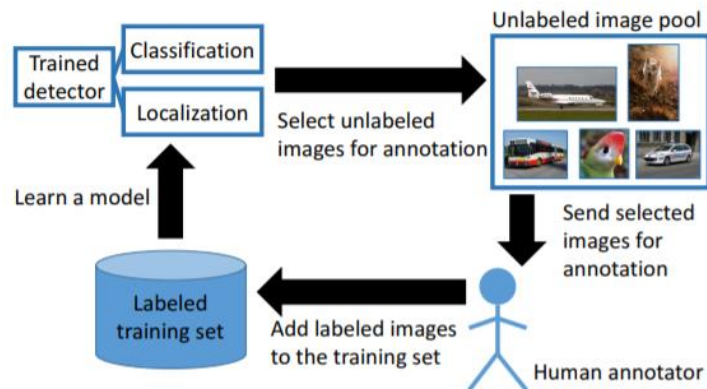 Unlabeled image pool
Classification
Trained
detector
Localization
Select unlabeled
images for annotation
Learn a model
Send selected
images for
annotation
Labeled
training set
Add labeled images
to the training set
Human annotator